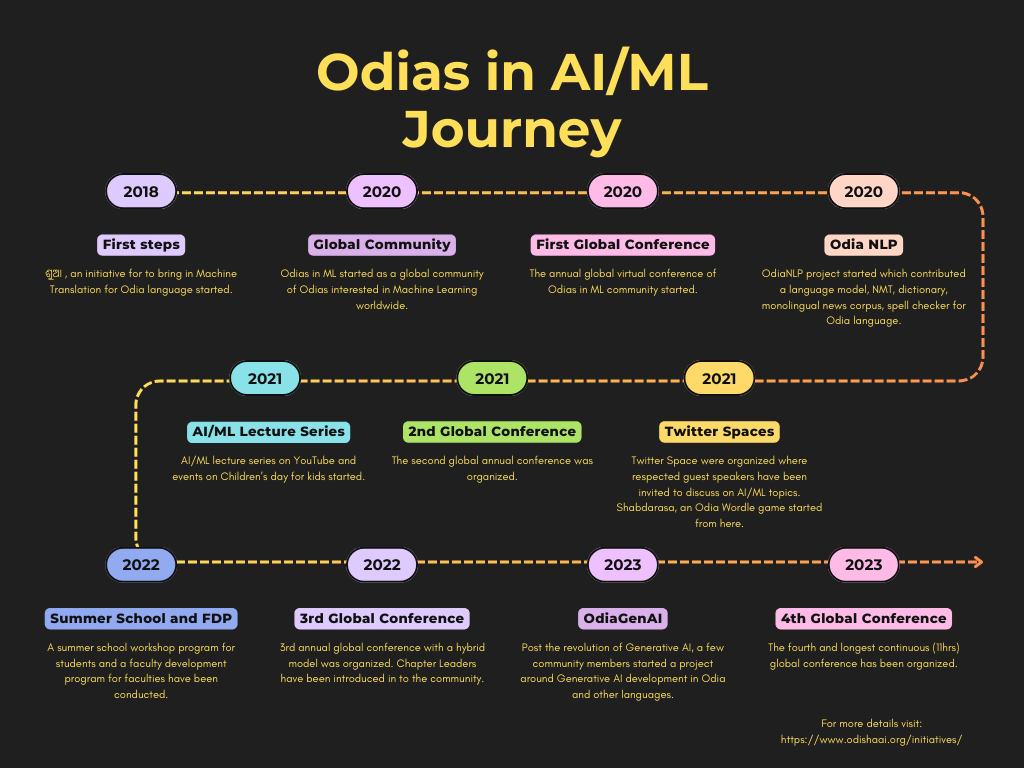 Odias in AI/ML
Journey
2018
2020
2020
2020
First steps
Global Community
First Global Conference
Odia NLP
, an initiative for to bring in Machine
Translation for Odia language started.
Odias in ML started as a global community
of Odias interested in Machine Learning
worldwide.
The annual global virtual conference of
Odias in ML community started.
OdiaNLP project started which contributed
a language model, NMT, dictionary,
monolingual news corpus, spell checker for
Odia language.
2021
2021
2021
AI/ML Lecture Series
2nd Global Conference
Twitter Spaces
AI/ML lecture series on YouTube and
events on Children's day for kids started.
The second global annual conference was
organized.
Twitter Space were organized where
respected guest speakers have been
invited to discuss on AI/ML topics.
Shabdarasa, an Odia Wordle game started
from here.
2022
2022
2023
2023
Summer School and FDP
3rd Global Conference
OdiaGenAI
4th Global Conference
A summer school workshop program for
students and a faculty development
program for faculties have been
conducted.
3rd annual global conference with a hybrid
model was organized. Chapter Leaders
have been introduced in to the community.
Post the revolution of Generative AI, a few
community members started a project
around Generative AI development in Odia
and other languages.
The fourth and longest continuous (11hrs)
global conference has been organized.
For more details visit:
https://www.odishaai.org/initiatives/